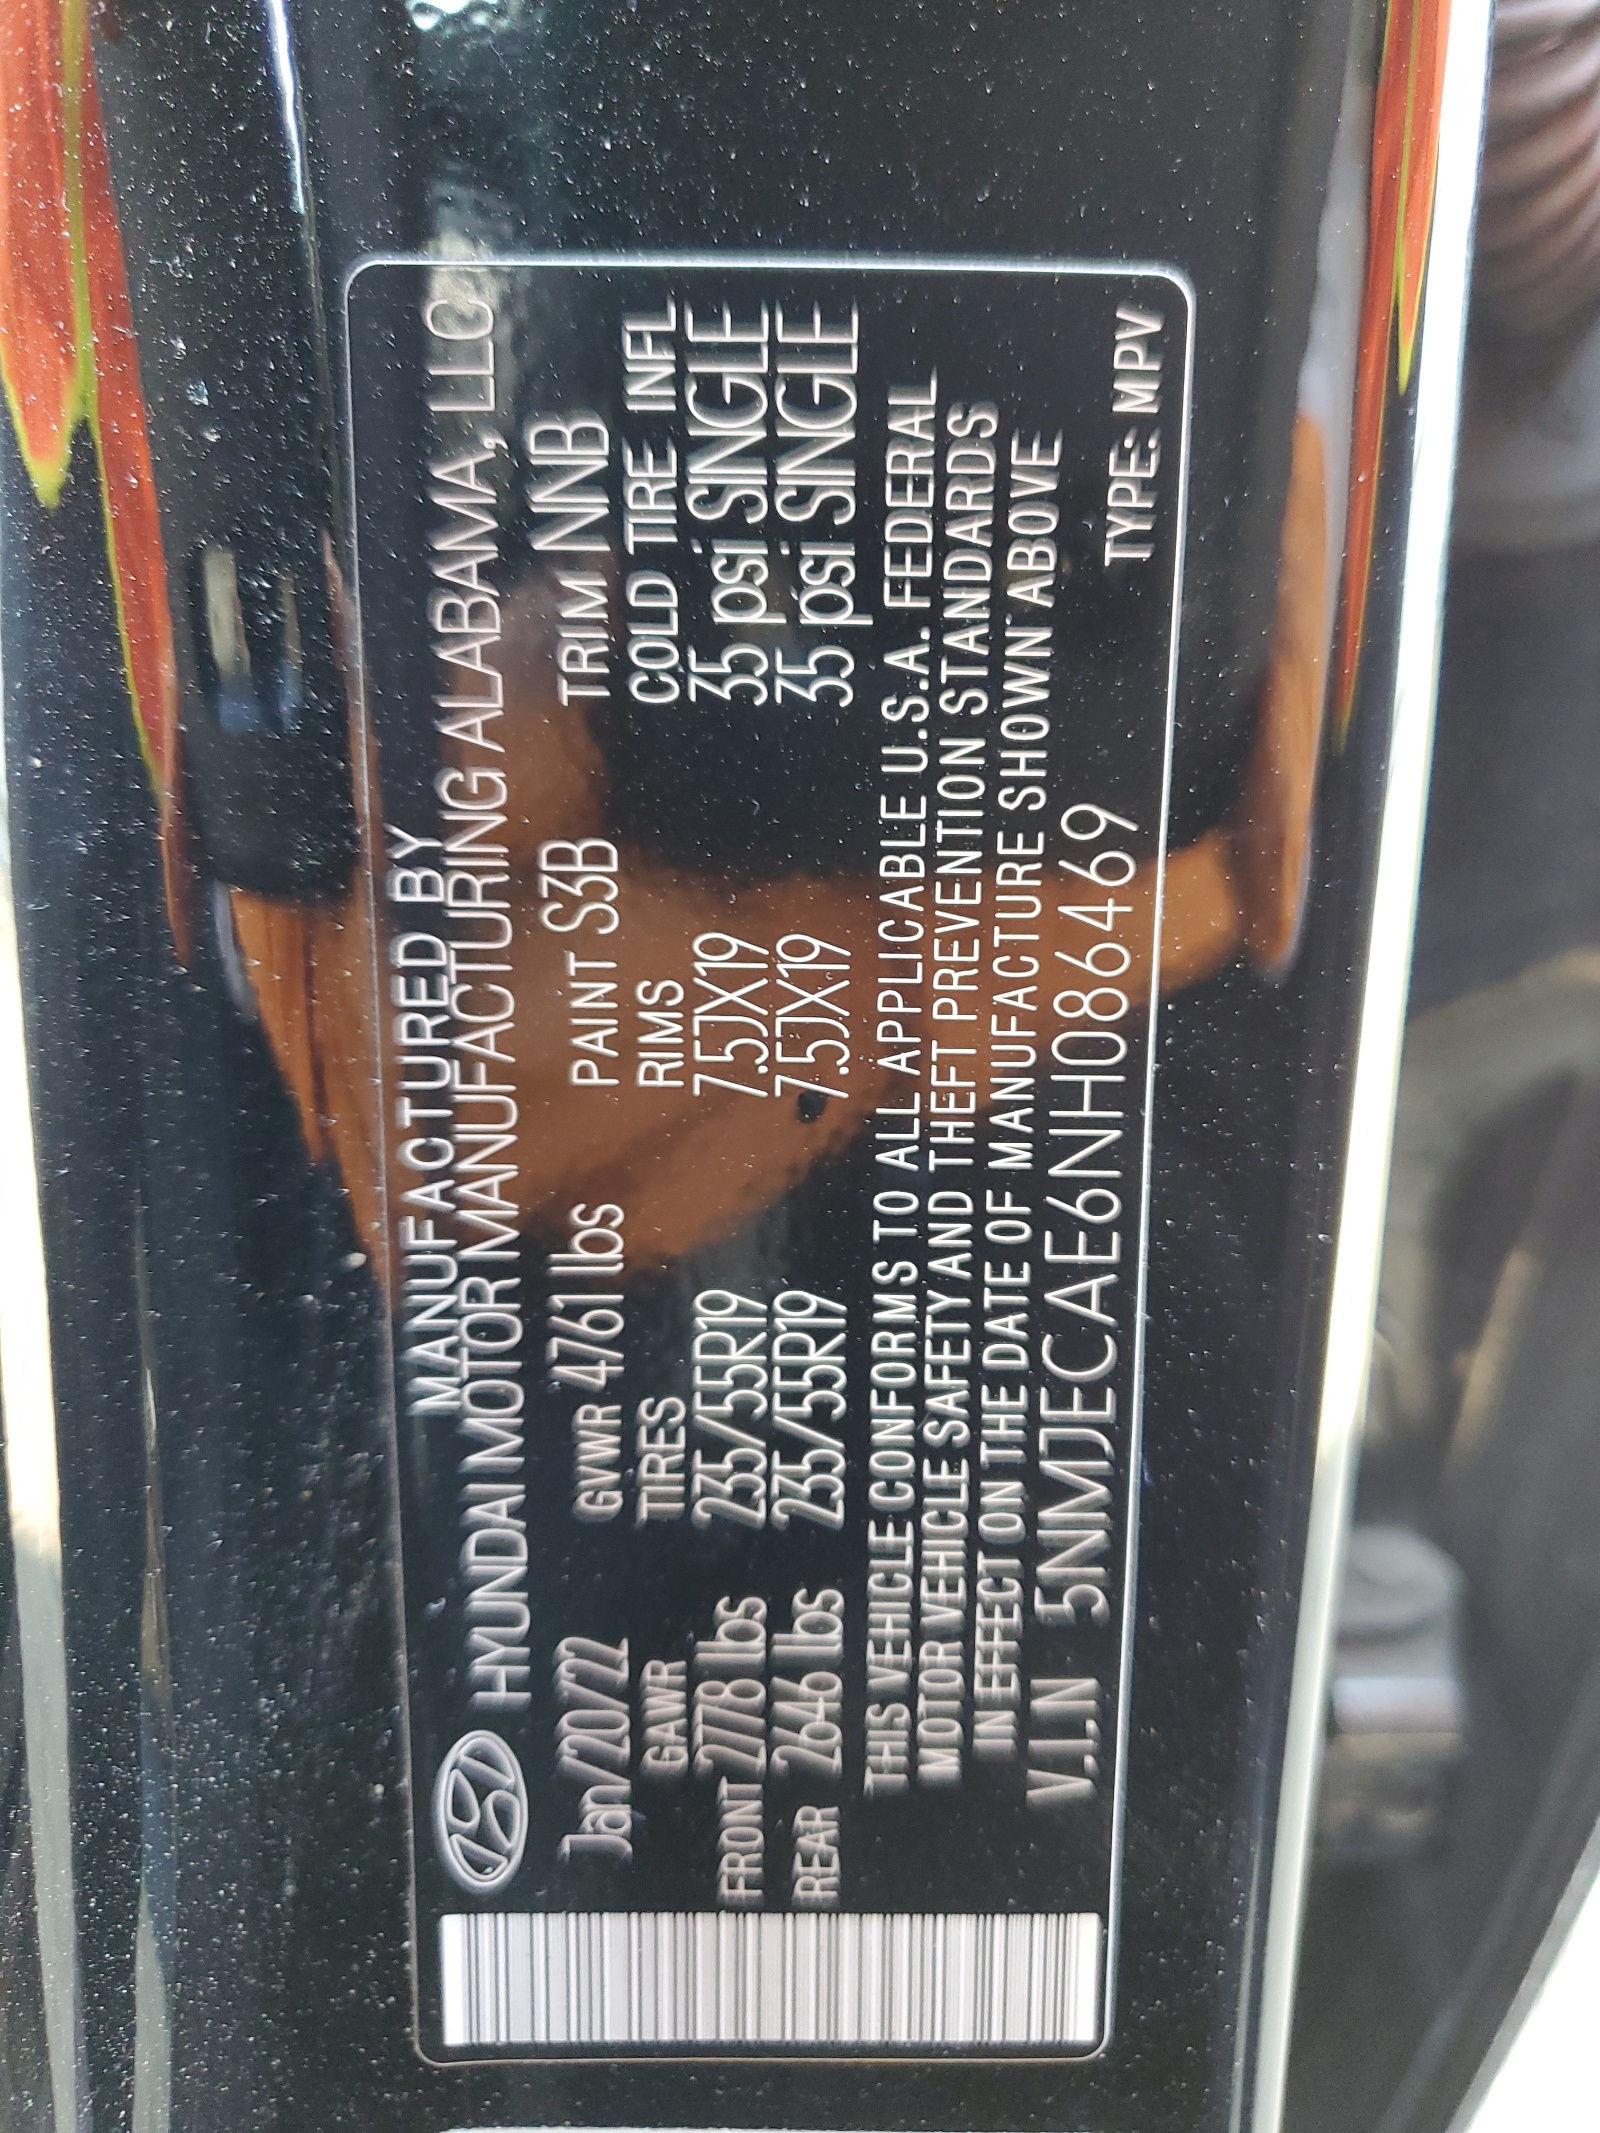 MANUFACTURED BY
HYUNDAI MOTOR MANUFACTURING ALABAMA, LLC
Jan/20/22 GVWR 4761 lbs PAINT S3B TRIM NNB
GAWR TIRES RIMS COLD TIRE INFL
FRONT 2778 lbs 235/55R19 7.5JX19 35 psi SINGLE
REAR 2646 lbs 235/55R19 7.5JX19 35 psi SINGLE
THIS VEHICLE CONFORMS TO ALL APPLICABLE U.S.A. FEDERAL
MOTOR VEHICLE SAFETY AND THEFT PREVENTION STANDARDS
IN EFFECT ON THE DATE OF MANUFACTURE SHOWN ABOVE
V.I.N 5NMJECAE6NH086469
TYPE: MPV